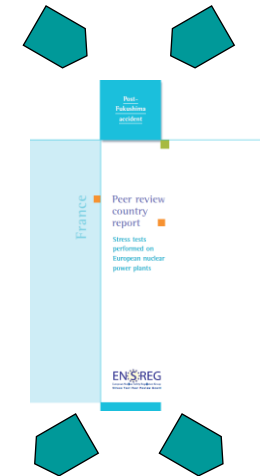 Post-
Fukushima
accident
France
Peer review
country
report
Stress tests
performed on
European nuclear
power plants
ENSREG